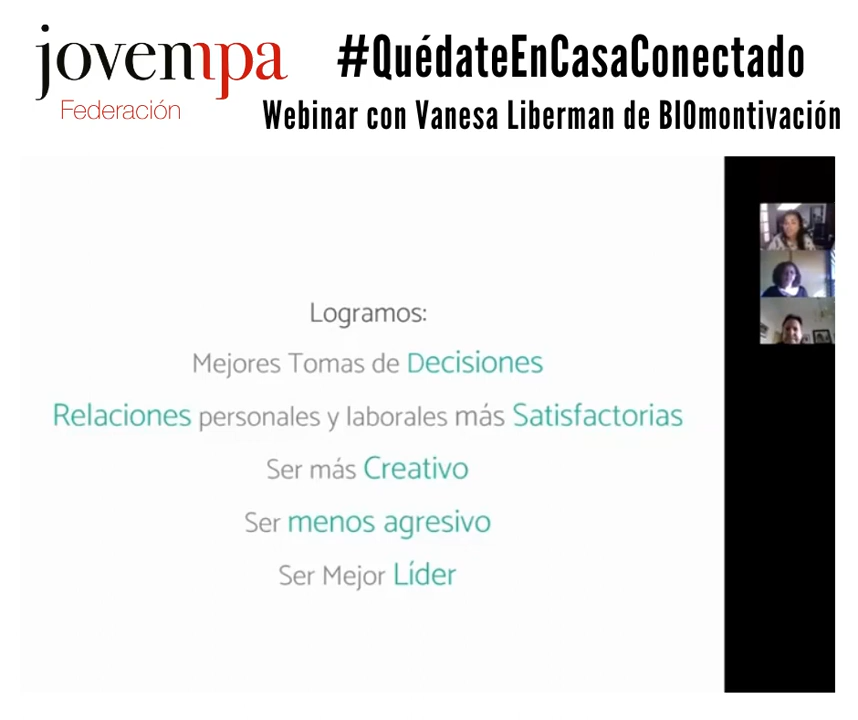 jovempa
Federación
#QuédateEnCasaConectado
Webinar con Vanesa Liberman de BIOmontivación
Logramos:
Mejores Tomas de Decisiones
Relaciones personales y laborales más Satisfactorias
Ser más Creativo
Ser menos agresivo
Ser Mejor Líder